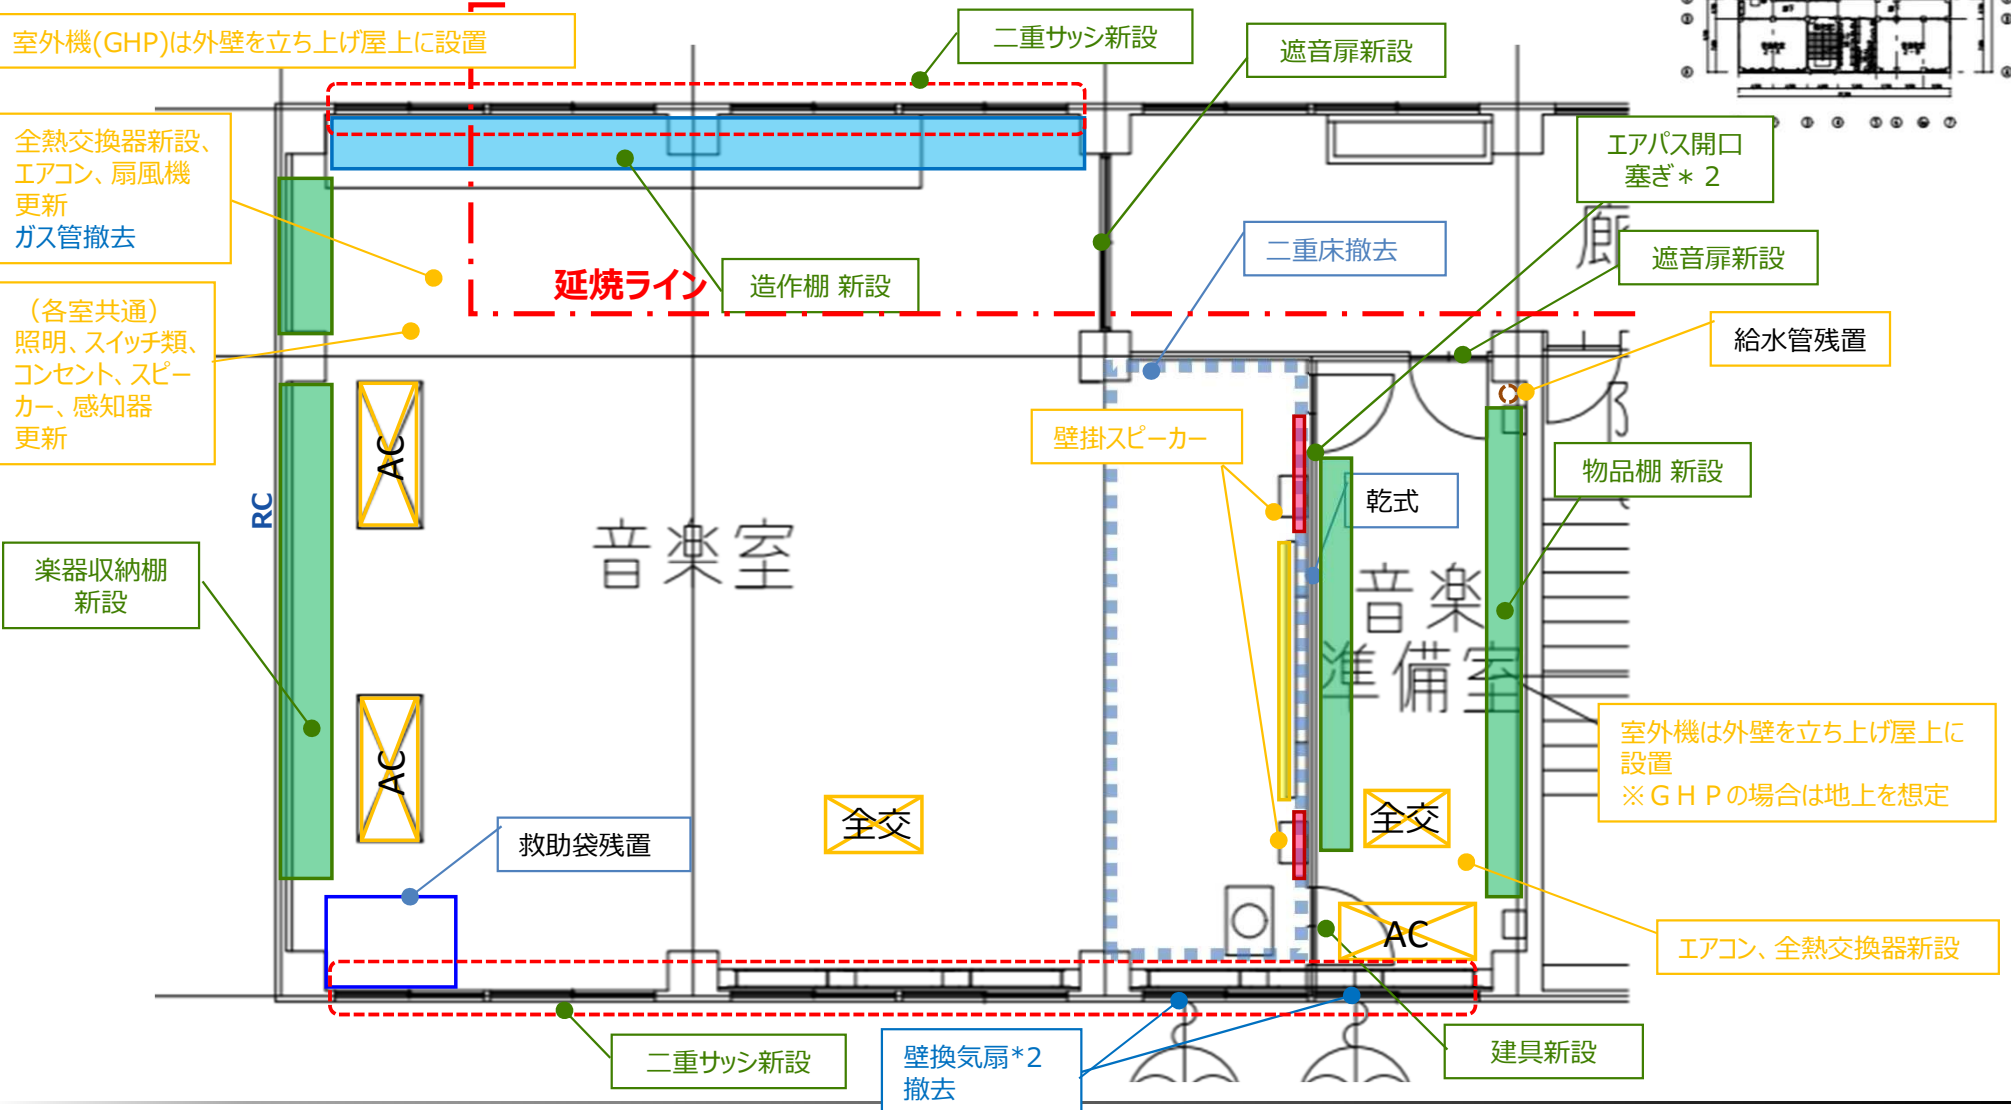 室外機(GHP)は外壁を立ち上げ屋上に設置
二重サッシ新設
遮音扉新設
全熱交換器新設、
エアコン、扇風機
更新
ガス管撤去
エアパス開口
塞ぎ＊２
廊
二重床撤去
遮音扉新設
延焼ライン
造作棚 新設
（各室共通）
照明、スイッチ類、
コンセント、スピー
カー、感知器
更新
給水管残置
AC
壁掛スピーカー
物品棚 新設
RC
乾式
音楽室
楽器収納棚
新設
音楽
準備室
AC
室外機は外壁を立ち上げ屋上に
設置
※ＧＨＰの場合は地上を想定
全交
全交
救助袋残置
AC
エアコン、全熱交換器新設
二重サッシ新設
壁換気扇*2
撤去
建具新設